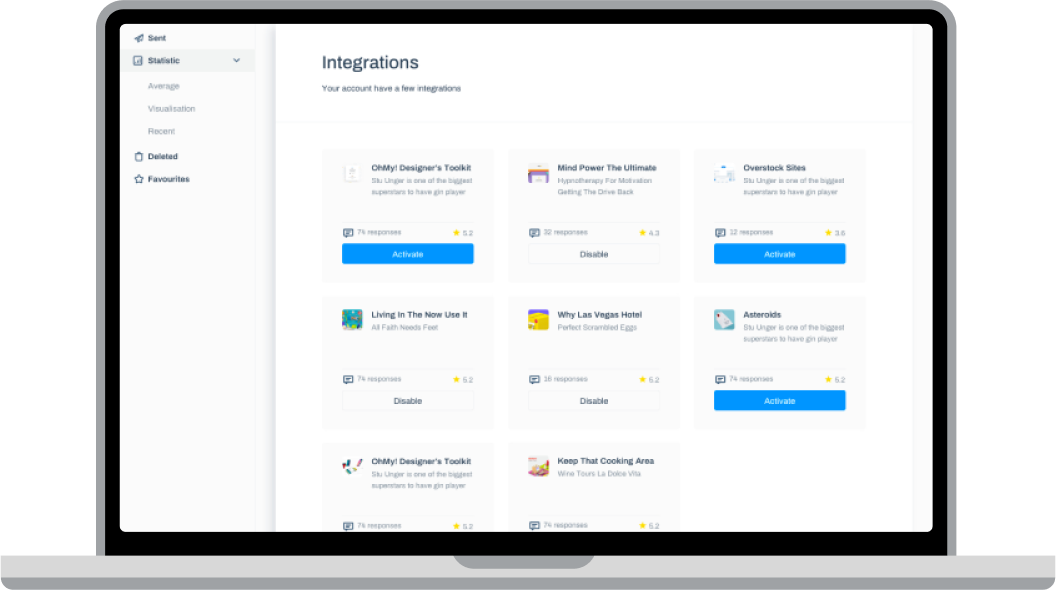 Sent
Statistic
Average
Visualisation
Recent
Deleted
Favourites
Integrations
Your account have a few integrations
OhMy! Designer's Toolkit
Stu Unger is one of the biggest
superstars to have gin player
74 responses
5.2
Activate
Mind Power The Ultimate
Hypnotherapy For Motivation
Getting The Drive Back
32 responses
4.3
Disable
Overstock Sites
Stu Unger is one of the biggest
superstars to have gin player
12 responses
3.6
Activate
Living In The Now Use It
All Faith Needs Feet
74 responses
5.2
Disable
Why Las Vegas Hotel
Perfect Scrambled Eggs
18 responses
5.2
Disable
Asteroids
Stu Unger is one of the biggest
superstars to have gin player
74 responses
5.2
Activate
OhMy! Designer's Toolkit
Stu Unger is one of the biggest
superstars to have gin player
74 responses
5.2
Keep That Cooking Area
Wine Tours La Dolce Vita
74 responses
5.2